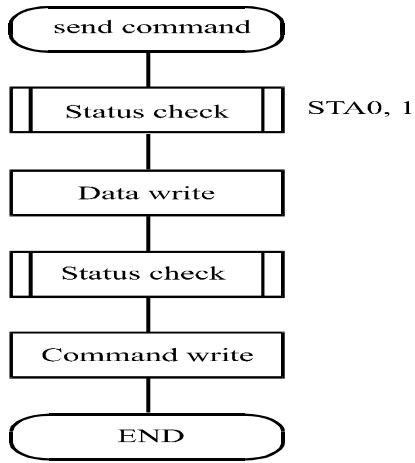 send command
Status check
STA0, 1
Data write
Status check
Command write
END